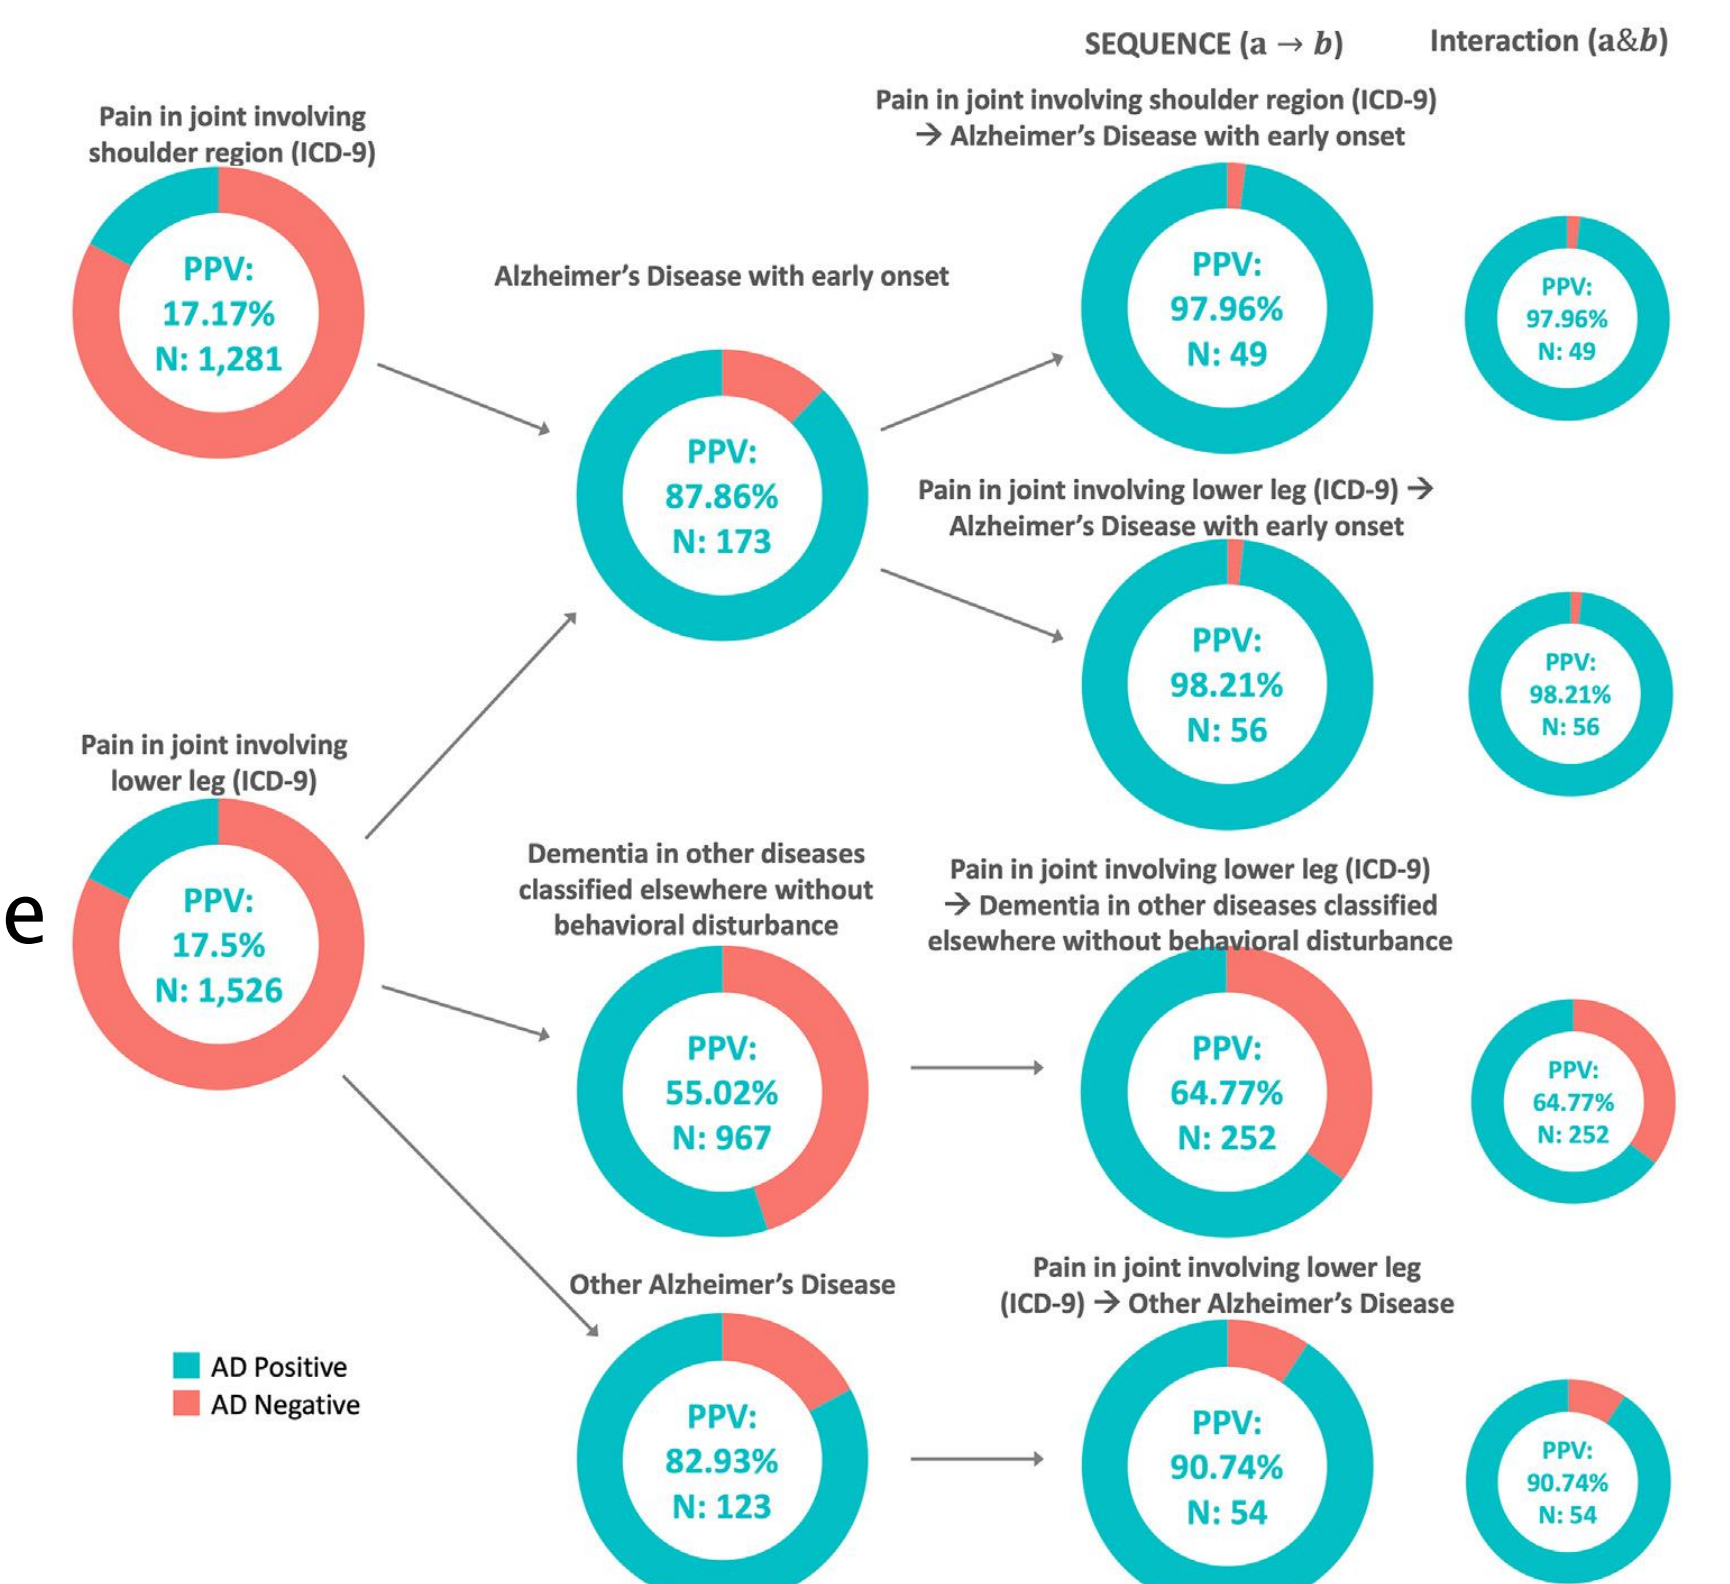 SEQUENCE (a → b)
Interaction (a&b)
Pain in joint involving
shoulder region (ICD-9)
PPV:
17.17%
N: 1,281
Alzheimer’s Disease with early onset
PPV:
87.86%
N: 173
Pain in joint involving shoulder region (ICD-9)
→ Alzheimer’s Disease with early onset
PPV:
97.96%
N: 49
PPV:
97.96%
N: 49
Pain in joint involving lower leg (ICD-9) →
Alzheimer’s Disease with early onset
PPV:
98.21%
N: 56
PPV:
98.21%
N: 56
e
Pain in joint involving
lower leg (ICD-9)
PPV:
17.5%
N: 1,526
Dementia in other diseases
classified elsewhere without
behavioral disturbance
PPV:
55.02%
N: 967
Pain in joint involving lower leg (ICD-9)
→ Dementia in other diseases classified
elsewhere without behavioral disturbance
PPV:
64.77%
N: 252
PPV:
64.77%
N: 252
Other Alzheimer’s Disease
PPV:
82.93%
N: 123
Pain in joint involving lower leg
(ICD-9) → Other Alzheimer’s Disease
PPV:
90.74%
N: 54
PPV:
90.74%
N: 54
AD Positive
AD Negative